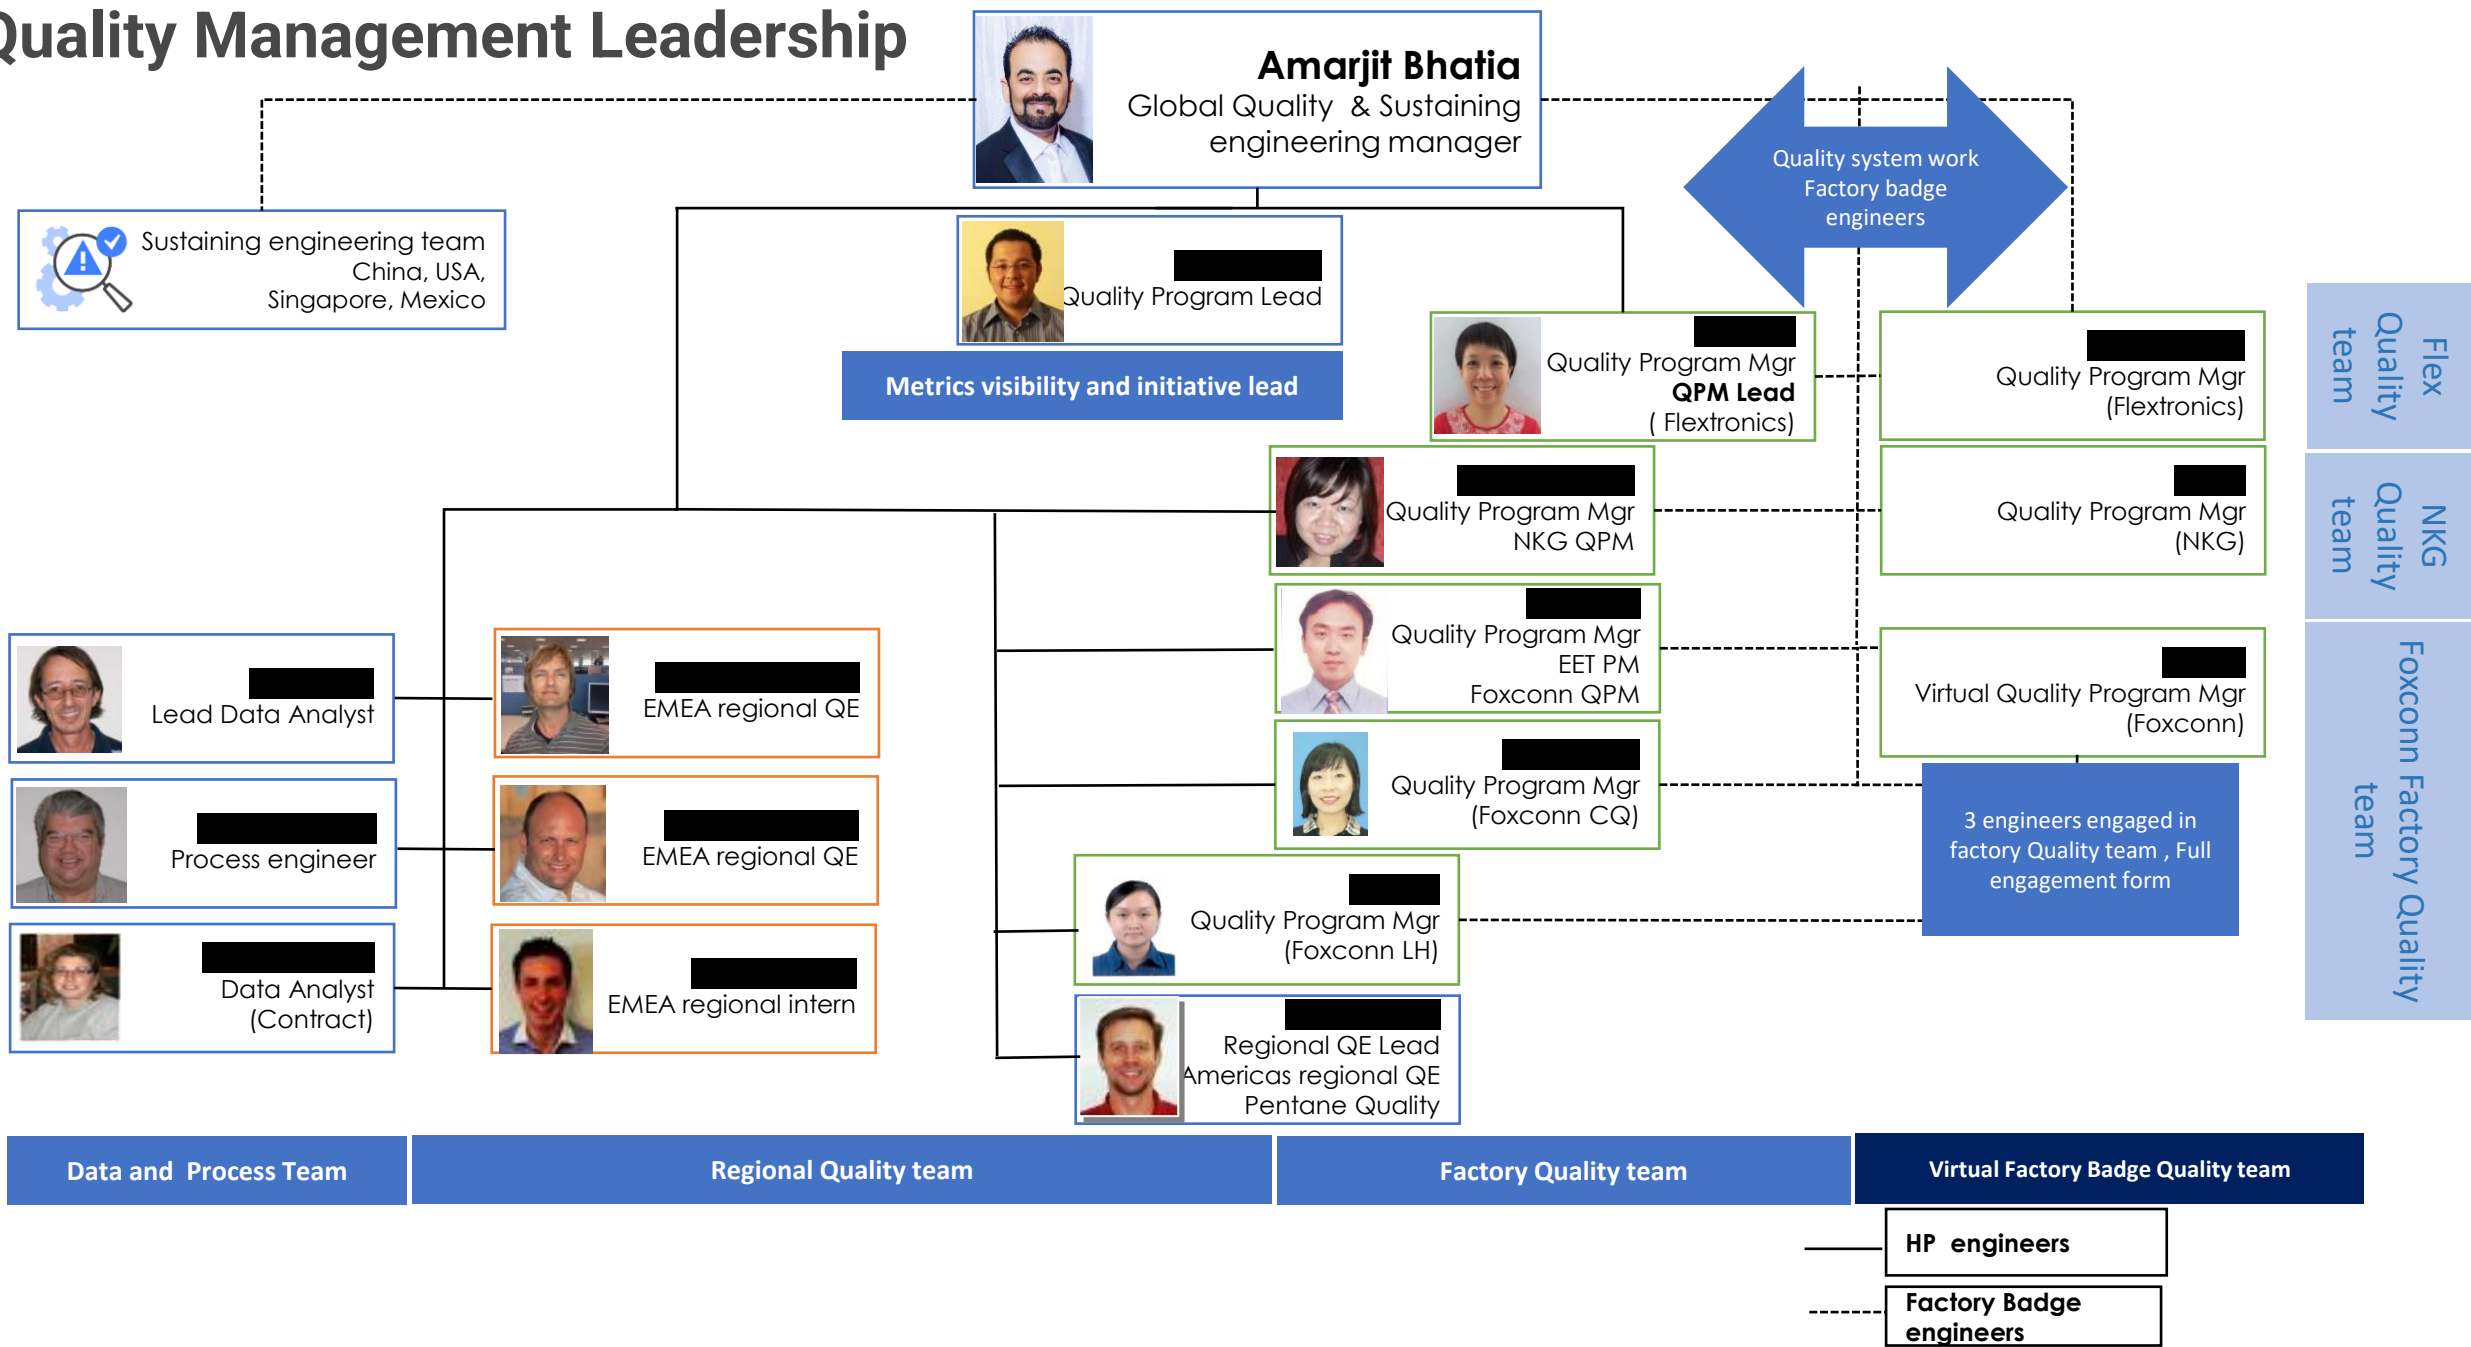 Quality Management Leadership
Amarjit Bhatia
Global Quality & Sustaining
engineering manager
Quality system work
Factory badge
engineers
Sustaining engineering team
China, USA,
Singapore, Mexico
Quality Program Lead
Metrics visibility and initiative lead
Quality Program Mgr
QPM Lead
( Flextronics)
Quality Program Mgr
(Flextronics)
Flex
Quality
team
Quality Program Mgr
NKG QPM
Quality Program Mgr
(NKG)
NKG
Quality
team
Lead Data Analyst
EMEA regional QE
Quality Program Mgr
EET PM
Foxconn QPM
Virtual Quality Program Mgr
(Foxconn)
Foxconn Factory Quality
team
Process engineer
EMEA regional QE
Quality Program Mgr
(Foxconn CQ)
3 engineers engaged in
factory Quality team , Full
engagement form
Data Analyst
(Contract)
EMEA regional intern
Quality Program Mgr
(Foxconn LH)
Regional QE Lead
Americas regional QE
Pentane Quality
Data and Process Team
Regional Quality team
Factory Quality team
Virtual Factory Badge Quality team
HP engineers
Factory Badge
engineers